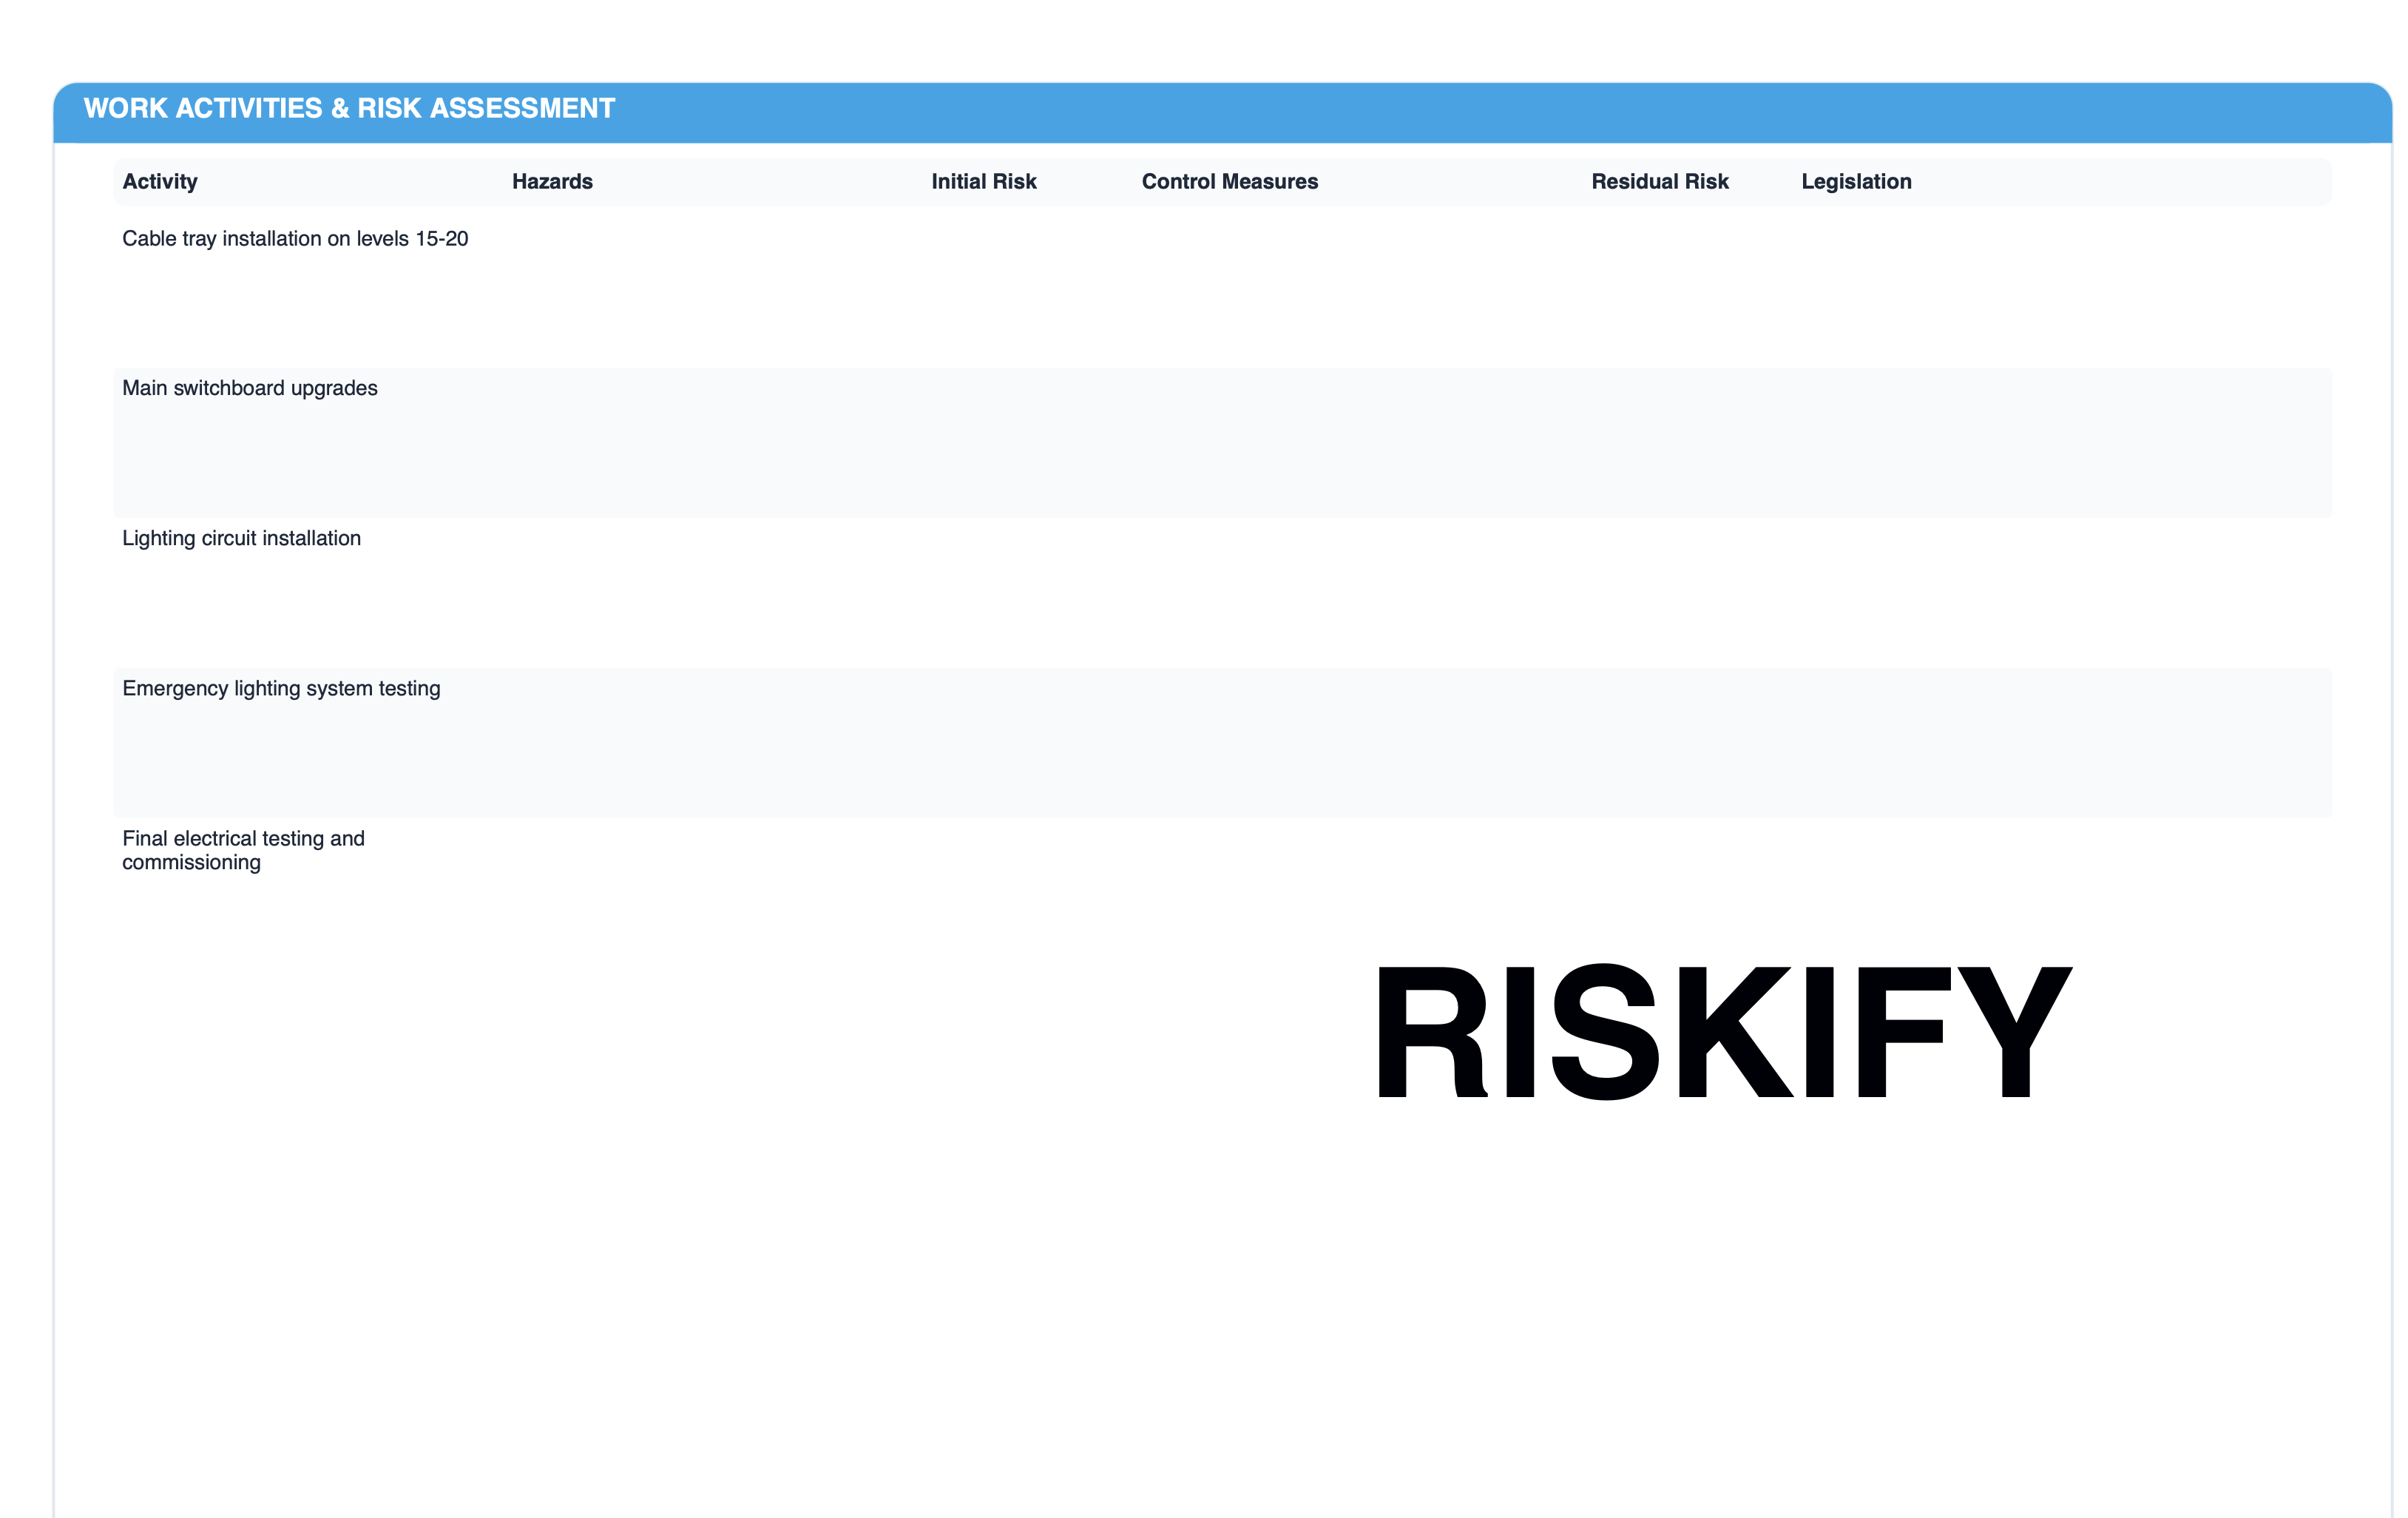 WORK ACTIVITIES & RISK ASSESSMENT
Activity Hazards Initial Risk Control Measures Residual Risk Legislation
Cable tray installation on levels 15-20
Main switchboard upgrades
Lighting circuit installation
Emergency lighting system testing
Final electrical testing and
commissioning
RISKIFY